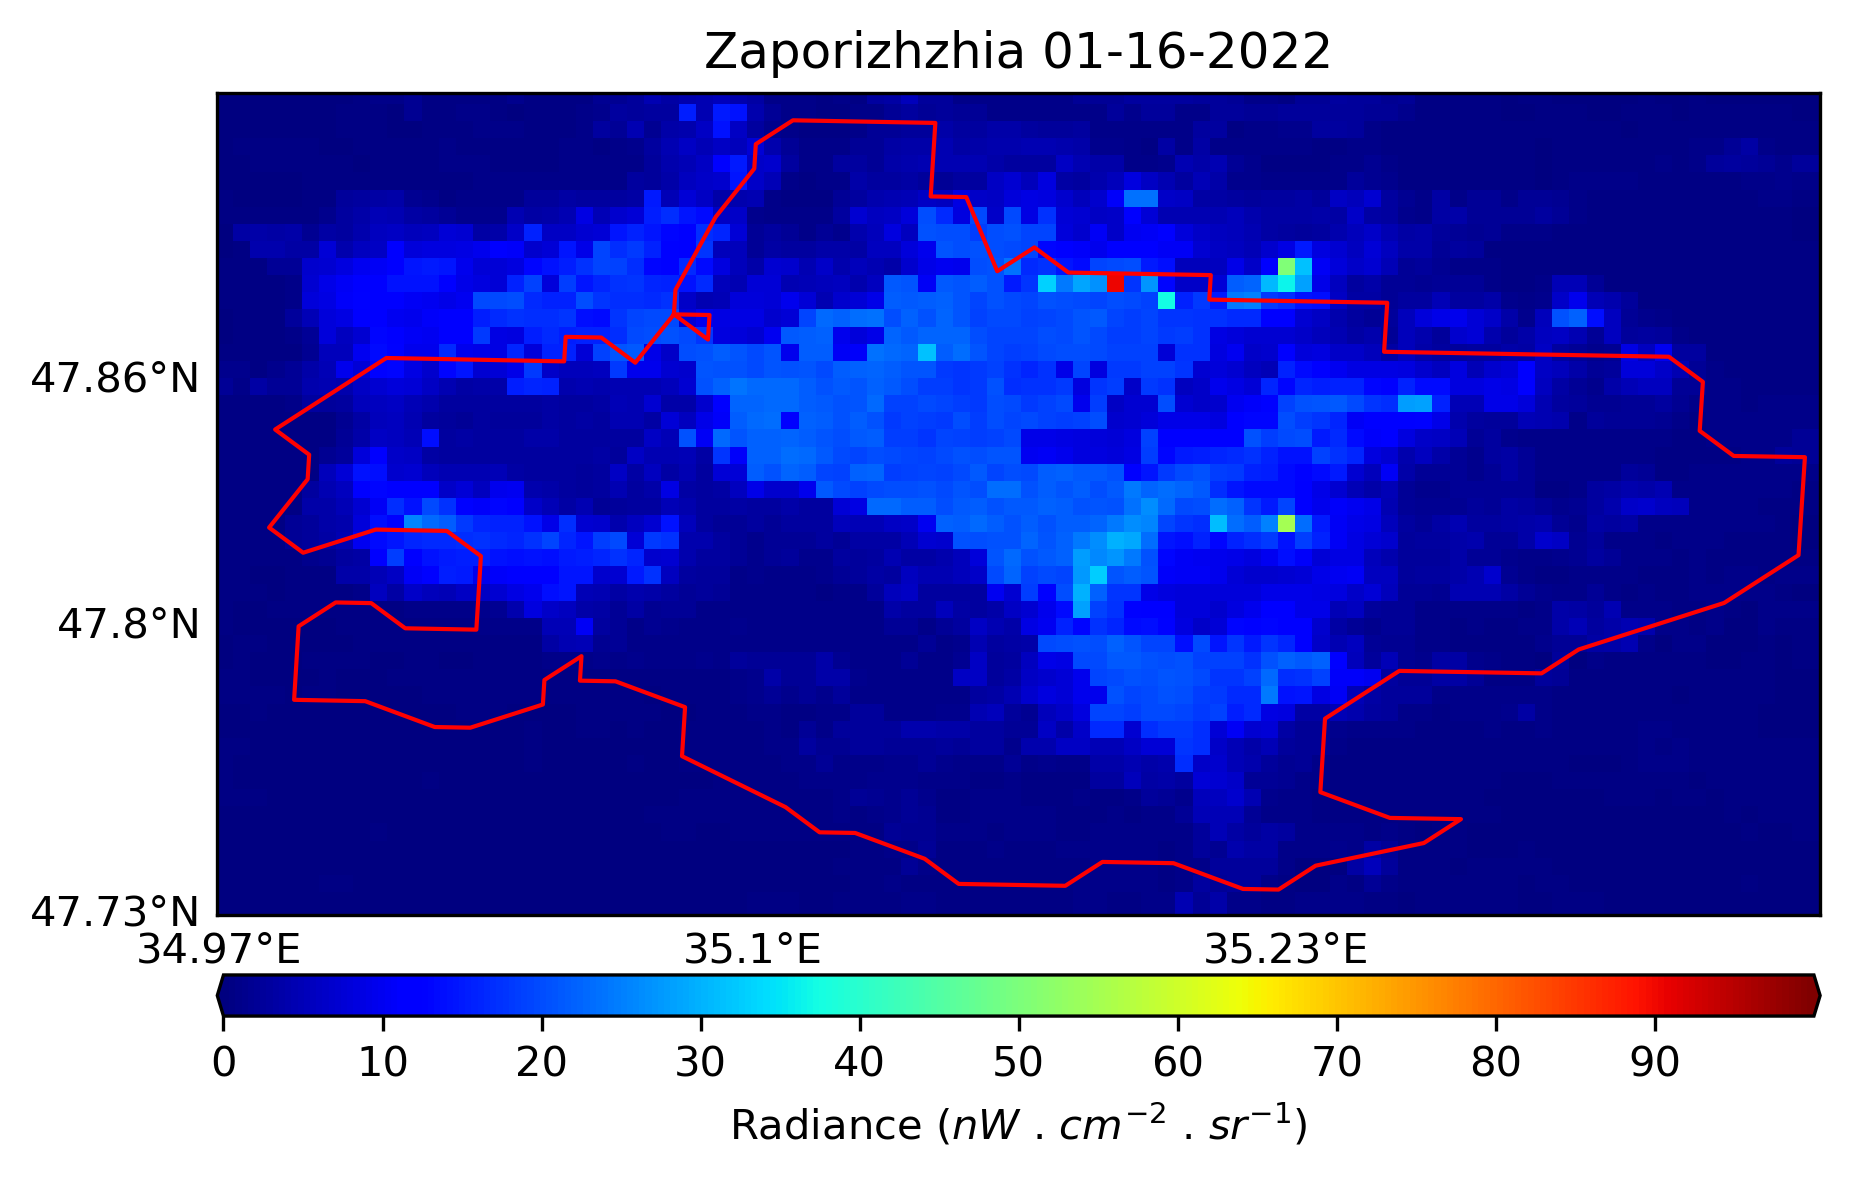 Zaporizhzhia 01-16-2022
47.86°N
47.8°N
47.73°N
34.97°E 35.1°E 35.23°E
0 10 20 30 40 50 60 70 80 90
Radiance (nW . cm⁻² . sr⁻¹)